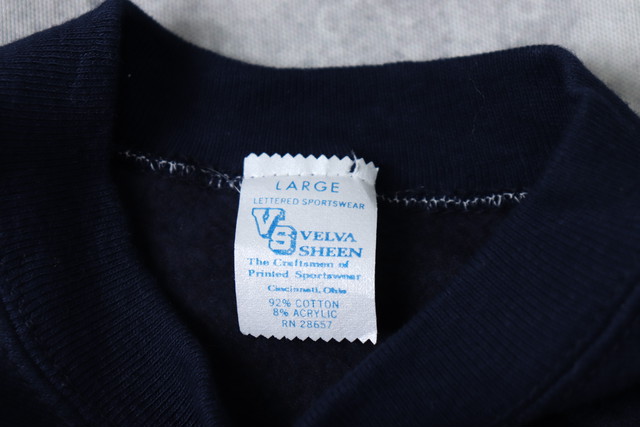 LARGE
LETTERED SPORTSWEAR
VS VELVA
SHEEN
The Craftsmen of
Printed Sportswear
Cincinnati, Ohio
92% COTTON
8% ACRYLIC
RN 28657